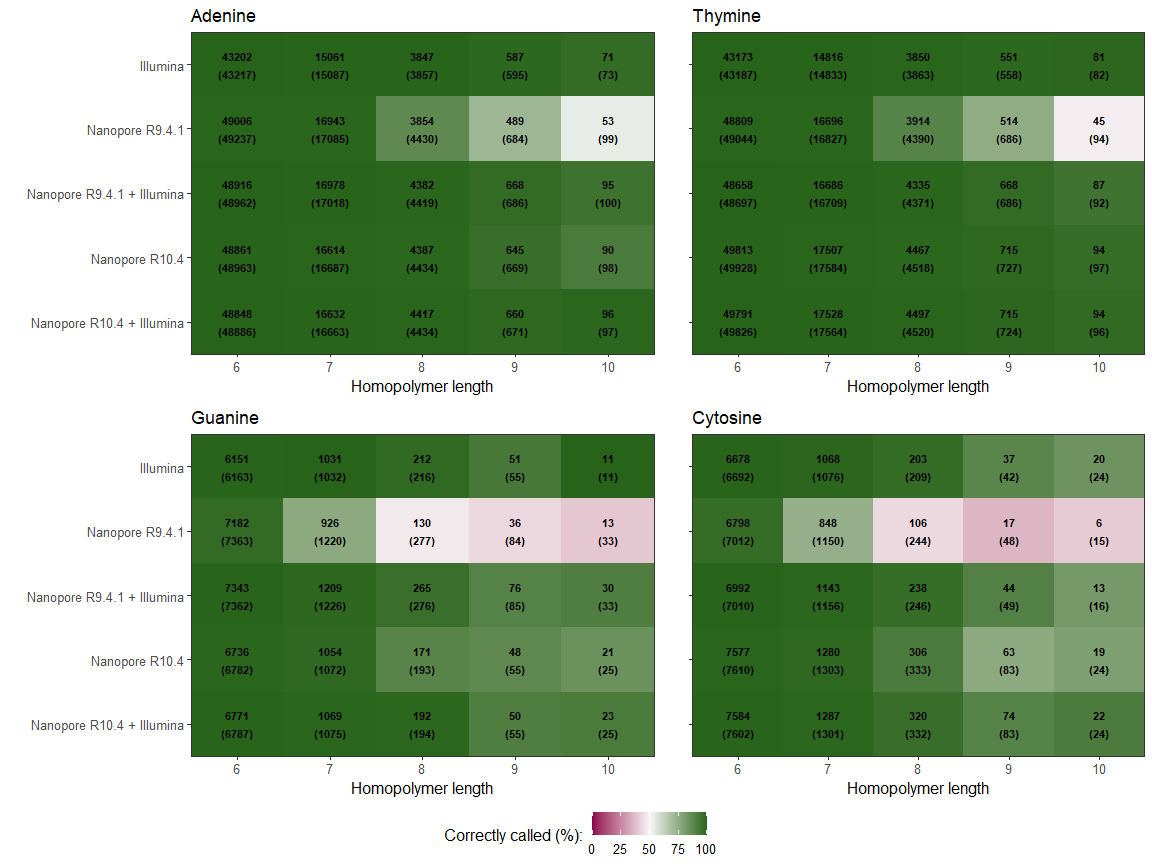 Adenine
Thymine
Illumina
43202 15061 3847 587 71
(43217) (15087) (3857) (595) (73)
43173 14816 3850 551 81
(43187) (14833) (3863) (558) (82)
Nanopore R9.4.1
49006 16943 3854 489 53
(49237) (17085) (4430) (684) (99)
48809 16696 3914 514 45
(49044) (16827) (4390) (686) (94)
Nanopore R9.4.1 + Illumina
48916 16978 4382 668 95
(48962) (17018) (4419) (686) (100)
48658 16686 4335 668 87
(48697) (16709) (4371) (686) (92)
Nanopore R10.4
48861 16614 4387 645 90
(48963) (16687) (4434) (669) (98)
49813 17507 4467 715 94
(49928) (17584) (4518) (727) (97)
Nanopore R10.4 + Illumina
48848 16632 4417 660 96
(48886) (16663) (4434) (671) (97)
49791 17528 4497 715 94
(49826) (17564) (4520) (724) (96)
6 7 8 9 10
6 7 8 9 10
Homopolymer length
Homopolymer length
Guanine
Cytosine
Illumina
6151 1031 212 51 11
(6163) (1032) (216) (55) (11)
6678 1068 203 37 20
(6692) (1076) (209) (42) (24)
Nanopore R9.4.1
7182 926 130 36 13
(7363) (1220) (277) (84) (33)
6798 848 106 17 6
(7012) (1150) (244) (48) (15)
Nanopore R9.4.1 + Illumina
7343 1209 265 76 30
(7362) (1226) (276) (85) (33)
6992 1143 238 44 13
(7010) (1156) (246) (49) (16)
Nanopore R10.4
6736 1054 171 48 21
(6782) (1072) (193) (55) (25)
7577 1280 306 63 19
(7610) (1303) (333) (83) (24)
Nanopore R10.4 + Illumina
6771 1069 192 50 23
(6787) (1075) (194) (55) (25)
7584 1287 320 74 22
(7602) (1301) (332) (83) (24)
6 7 8 9 10
6 7 8 9 10
Homopolymer length
Homopolymer length
Correctly called (%):
0 25 50 75 100